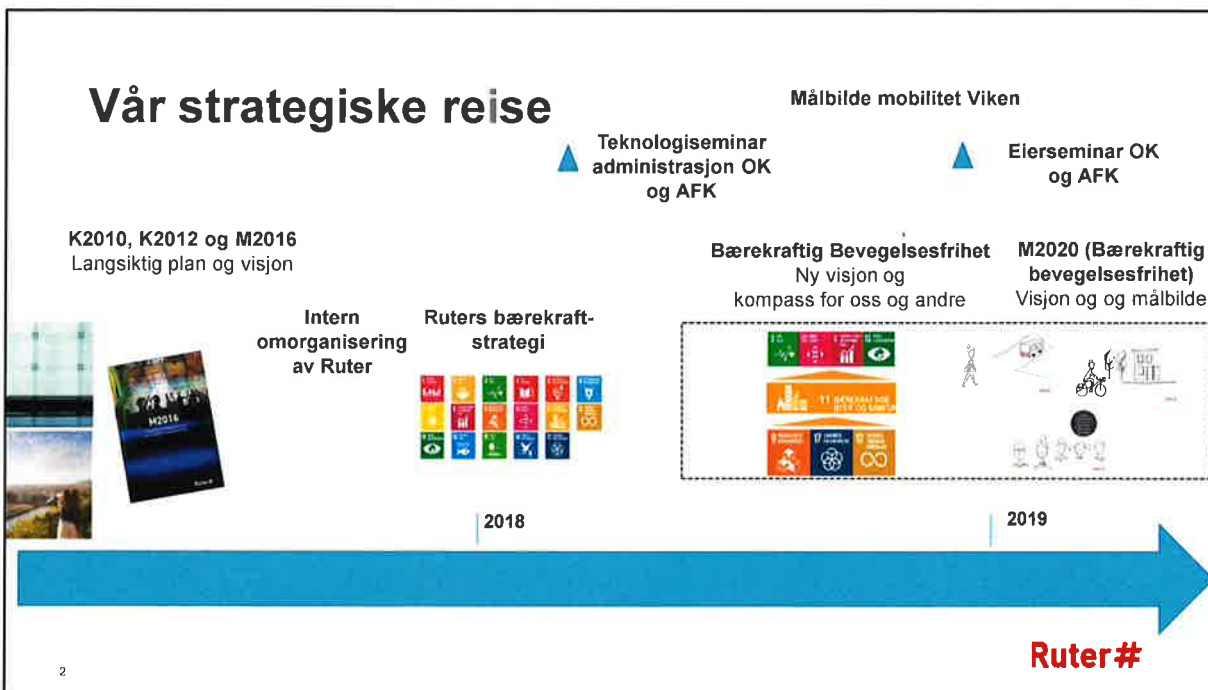 Vår strategiske reise
Målbilde mobilitet Viken
Teknologiseminar
administrasjon OK
og AFK
Eierseminar OK
og AFK
K2010, K2012 og M2016
Langsiktig plan og visjon
Bærekraftig Bevegelsesfrihet
Ny visjon og
kompass for oss og andre
M2020 (Bærekraftig
bevegelsesfrihet)
Visjon og og målbilde
Intern
omorganisering
av Ruter
Ruters bærekraft-
strategi
M2016
Ruter#
11
17
2018
2019
2
Ruter#